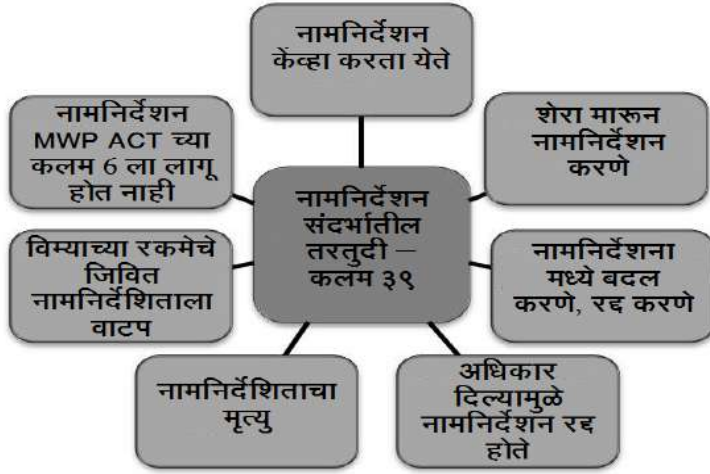 नामनिर्देशन
केंव्हा करता येते
नामनिर्देशन
MWP ACT च्या
कलम 6 ला लागू
होत नाही
शेरा मारून
नामनिर्देशन
करणे
नामनिर्देशन
संदर्भातील
तरतुदी –
कलम ३९
विम्याच्या रकमेचे
जिवित
नामनिर्देशिताला
वाटप
नामनिर्देशना
मध्ये बदल
करणे, रद्द करणे
नामनिर्देशिताचा
मृत्यु
अधिकार
दिल्यामुळे
नामनिर्देशन रद्द
होते